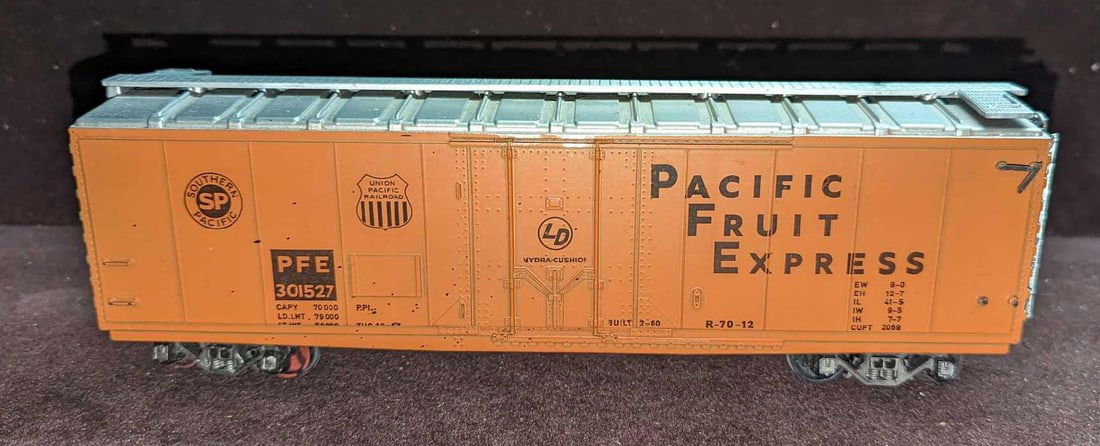 SOUTHERN
SP
PACIFIC
UNION
PACIFIC
RAILROAD
PFE
301527
CAPY 70000 P.P.I.
LD.LMT. 79000
LD
HYDRA-CUSHION
BUILT 2-60
R-70-12
PACIFIC
FRUIT
EXPRESS
EW 9-0
EH 12-7
IL 41-5
IW 9-5
IH 7-7
CUFT 2069